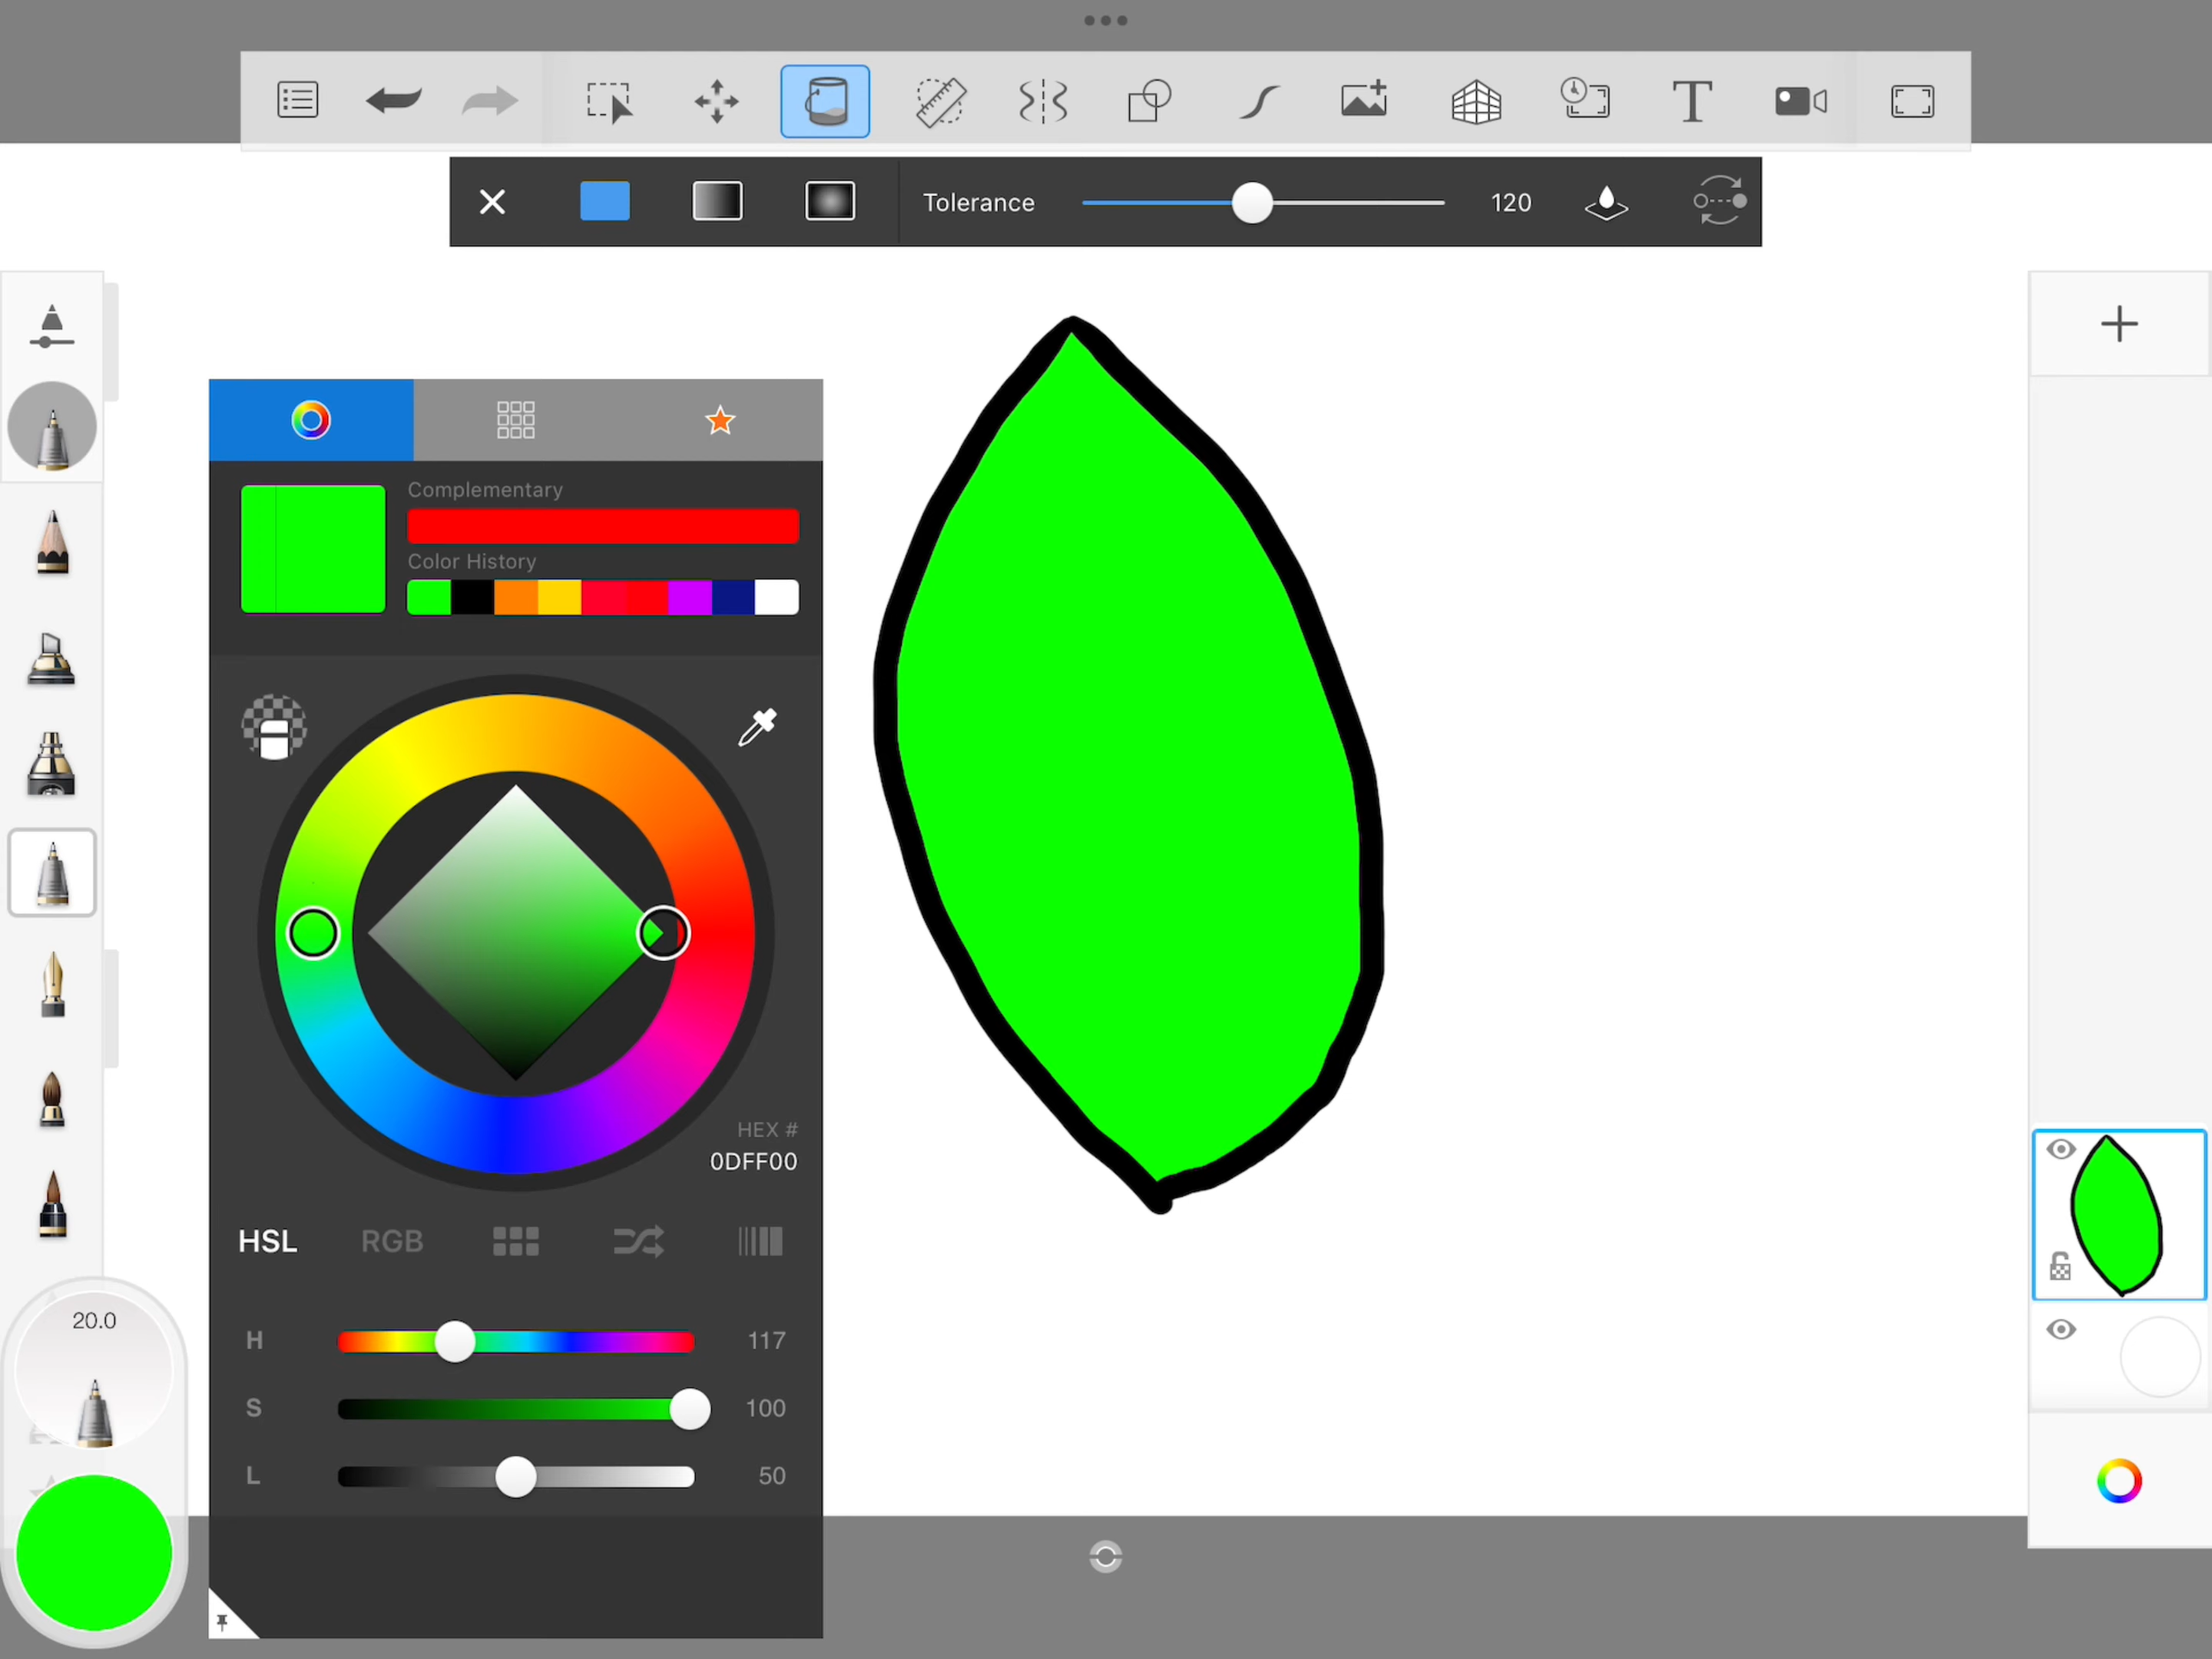 Tolerance 120
Complementary
Color History
HEX #
0DFF00
HSL RGB
H 117
S 100
L 50
20.0